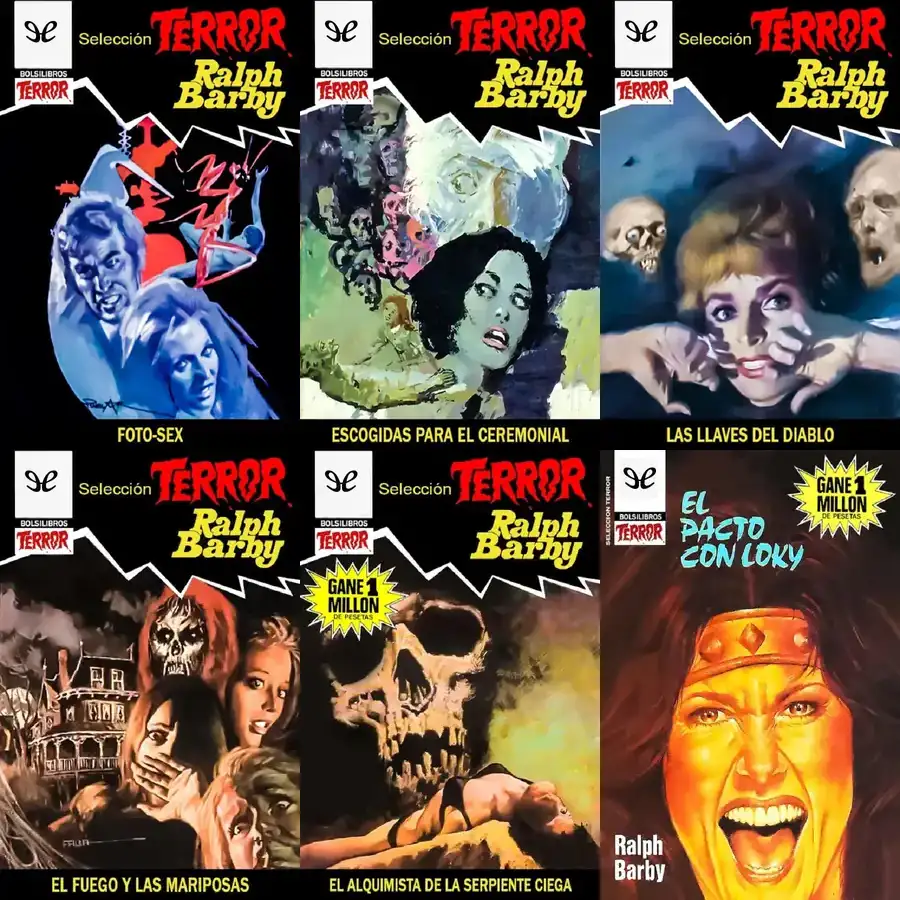 Selección TERROR
BOLSILIBROS
TERROR
Ralph
Barby
FOTO-SEX
Selección TERROR
BOLSILIBROS
TERROR
Ralph
Barby
ESCOGIDAS PARA EL CEREMONIAL
Selección TERROR
BOLSILIBROS
TERROR
Ralph
Barby
LAS LLAVES DEL DIABLO
Selección TERROR
BOLSILIBROS
TERROR
Ralph
Barby
EL FUEGO Y LAS MARIPOSAS
Selección TERROR
BOLSILIBROS
TERROR
Ralph
Barby
GANE 1
MILLON
DE PESETAS
EL ALQUIMISTA DE LA SERPIENTE CIEGA
SELECCION TERROR
BOLSILIBROS
TERROR
EL
PACTO
CON LOKY
GANE 1
MILLON
DE PESETAS
Ralph
Barby